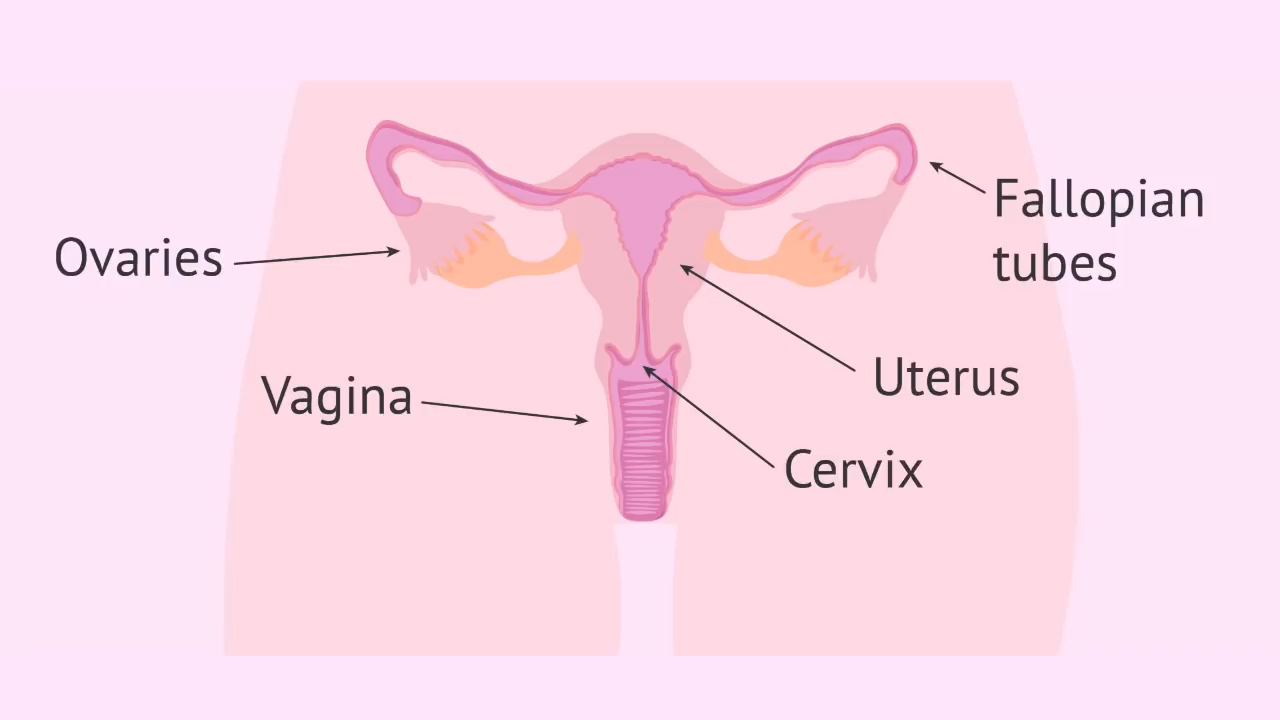 Fallopian
tubes
Ovaries
Uterus
Vagina
Cervix